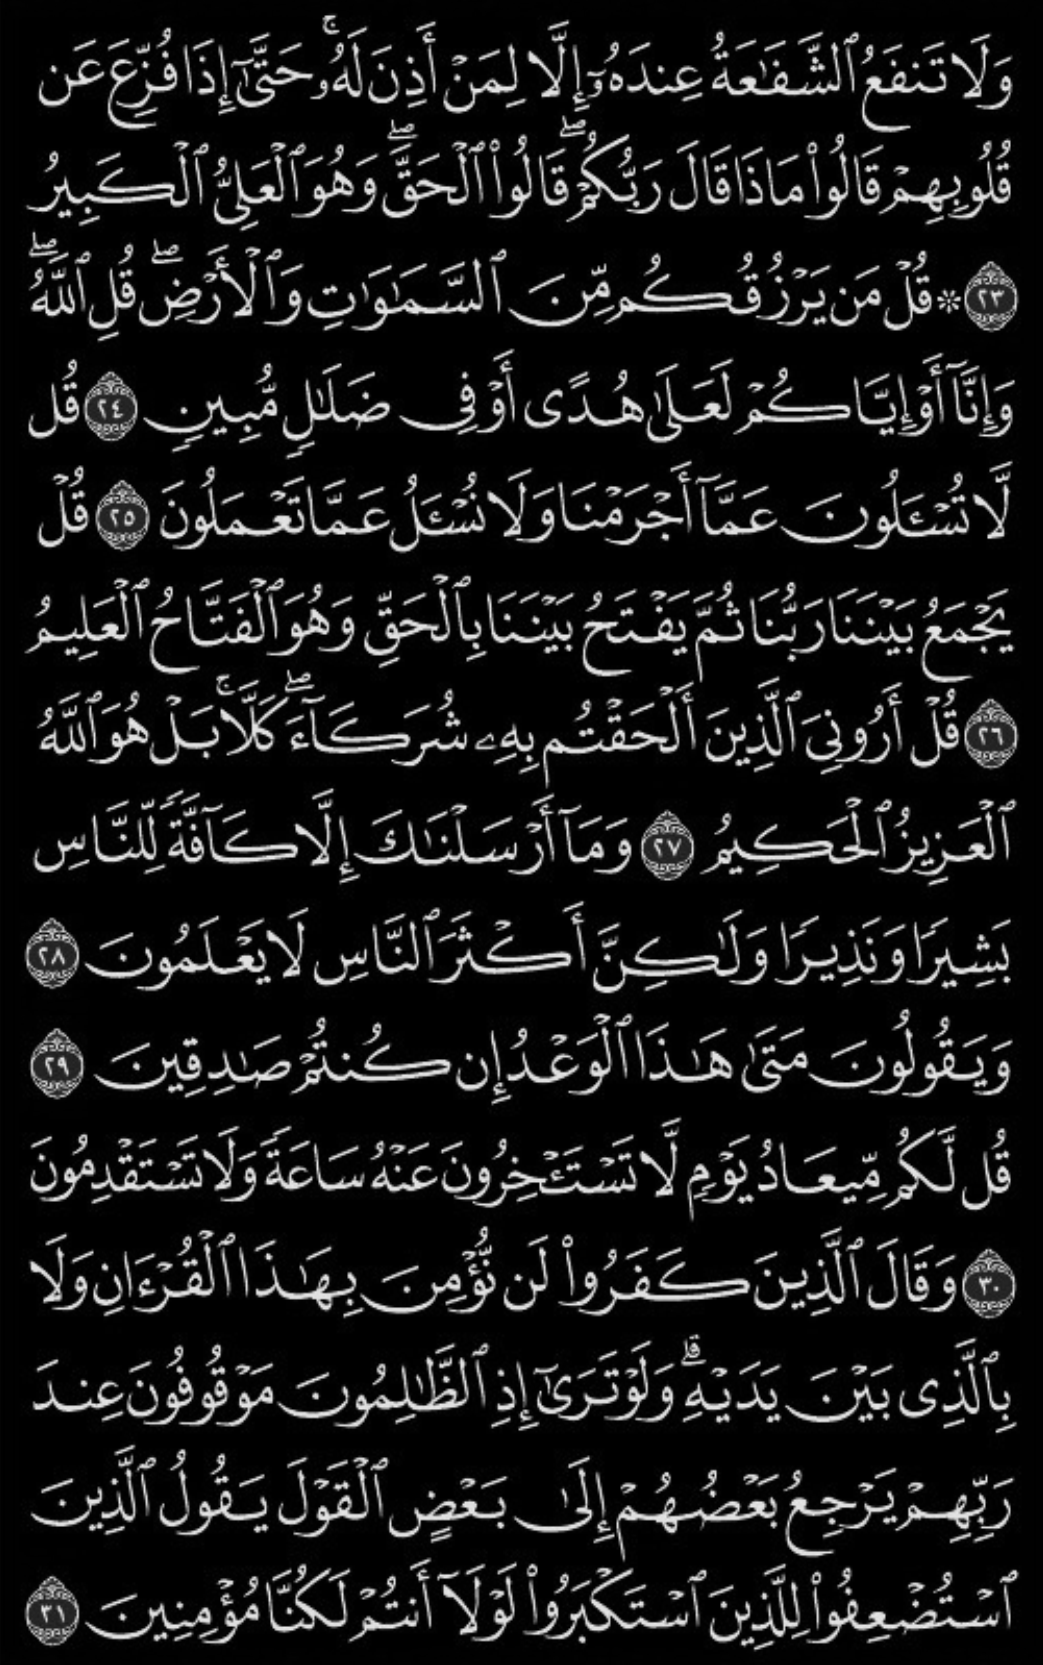 وَلَا تَنفَعُ ٱلشَّفَٰعَةُ عِندَهُۥٓ إِلَّا لِمَنۡ أَذِنَ لَهُۥۚ حَتَّىٰٓ إِذَا فُزِّعَ عَن
قُلُوبِهِمۡ قَالُواْ مَاذَا قَالَ رَبُّكُمۡۖ قَالُواْ ٱلۡحَقَّۖ وَهُوَ ٱلۡعَلِيُّ ٱلۡكَبِيرُ
٢٣ ۞ قُلۡ مَن يَرۡزُقُكُم مِّنَ ٱلسَّمَٰوَٰتِ وَٱلۡأَرۡضِۖ قُلِ ٱللَّهُۖ
وَإِنَّآ أَوۡ إِيَّاكُمۡ لَعَلَىٰ هُدًى أَوۡ فِي ضَلَٰلٖ مُّبِينٖ ٢٤ قُل
لَّا تُسۡـَٔلُونَ عَمَّآ أَجۡرَمۡنَا وَلَا نُسۡـَٔلُ عَمَّا تَعۡمَلُونَ ٢٥ قُلۡ
يَجۡمَعُ بَيۡنَنَا رَبُّنَا ثُمَّ يَفۡتَحُ بَيۡنَنَا بِٱلۡحَقِّ وَهُوَ ٱلۡفَتَّاحُ ٱلۡعَلِيمُ
٢٦ قُلۡ أَرُونِيَ ٱلَّذِينَ أَلۡحَقۡتُم بِهِۦ شُرَكَآءَۖ كَلَّاۚ بَلۡ هُوَ ٱللَّهُ
ٱلۡعَزِيزُ ٱلۡحَكِيمُ ٢٧ وَمَآ أَرۡسَلۡنَٰكَ إِلَّا كَآفَّةٗ لِّلنَّاسِ
بَشِيرٗا وَنَذِيرٗا وَلَٰكِنَّ أَكۡثَرَ ٱلنَّاسِ لَا يَعۡلَمُونَ ٢٨
وَيَقُولُونَ مَتَىٰ هَٰذَا ٱلۡوَعۡدُ إِن كُنتُمۡ صَٰدِقِينَ ٢٩
قُل لَّكُم مِّيعَادُ يَوۡمٖ لَّا تَسۡتَـٔۡخِرُونَ عَنۡهُ سَاعَةٗ وَلَا تَسۡتَقۡدِمُونَ
٣٠ وَقَالَ ٱلَّذِينَ كَفَرُواْ لَن نُّؤۡمِنَ بِهَٰذَا ٱلۡقُرۡءَانِ وَلَا
بِٱلَّذِي بَيۡنَ يَدَيۡهِۗ وَلَوۡ تَرَىٰٓ إِذِ ٱلظَّٰلِمُونَ مَوۡقُوفُونَ عِندَ
رَبِّهِمۡ يَرۡجِعُ بَعۡضُهُمۡ إِلَىٰ بَعۡضٍ ٱلۡقَوۡلَ يَقُولُ ٱلَّذِينَ
ٱسۡتُضۡعِفُواْ لِلَّذِينَ ٱسۡتَكۡبَرُواْ لَوۡلَآ أَنتُمۡ لَكُنَّا مُؤۡمِنِينَ ٣١